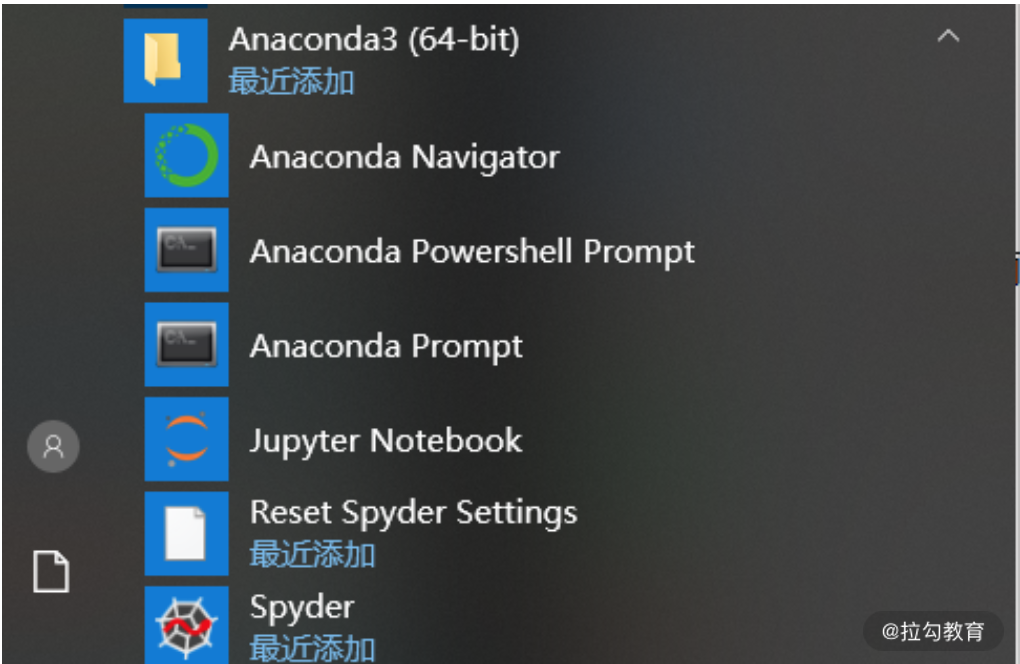 Anaconda3 (64-bit)
最近添加
Anaconda Navigator
Anaconda Powershell Prompt
Anaconda Prompt
Jupyter Notebook
Reset Spyder Settings
最近添加
Spyder
最近添加
@拉勾教育